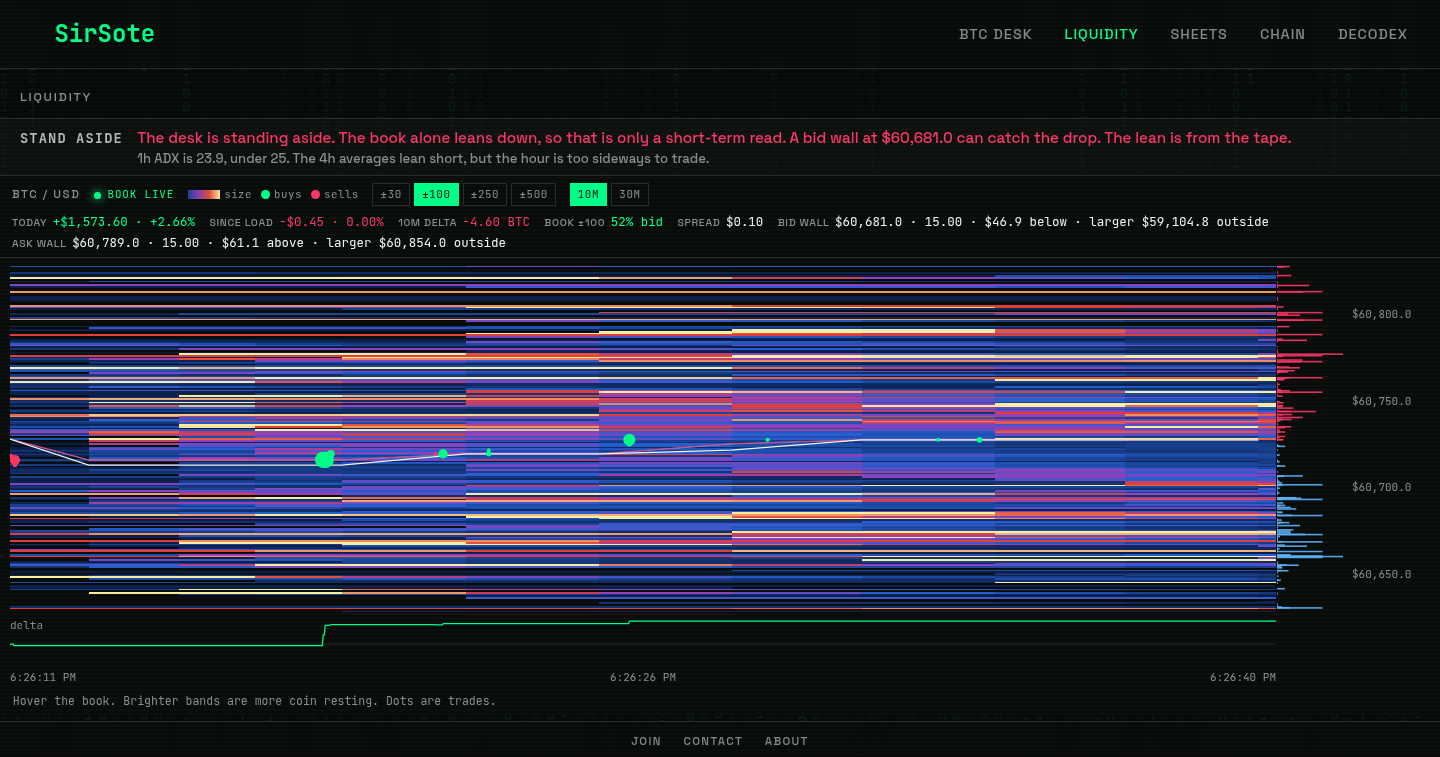 SirSote
BTC DESK LIQUIDITY SHEETS CHAIN DECODEX
LIQUIDITY
STAND ASIDE The desk is standing aside. The book alone leans down, so that is only a short-term read. A bid wall at $60,681.0 can catch the drop. The lean is from the tape.
1h ADX is 23.9, under 25. The 4h averages lean short, but the hour is too sideways to trade.
BTC / USD BOOK LIVE size buys sells ±30 ±100 ±250 ±500 10M 30M
TODAY +$1,573.60 · +2.66% SINCE LOAD -$0.45 · 0.00% 10M DELTA -4.60 BTC BOOK ±100 52% bid SPREAD $0.10 BID WALL $60,681.0 · 15.00 · $46.9 below · larger $59,104.8 outside
ASK WALL $60,789.0 · 15.00 · $61.1 above · larger $60,854.0 outside
$60,800.0
$60,750.0
$60,700.0
$60,650.0
delta
6:26:11 PM 6:26:26 PM 6:26:40 PM
Hover the book. Brighter bands are more coin resting. Dots are trades.
JOIN CONTACT ABOUT